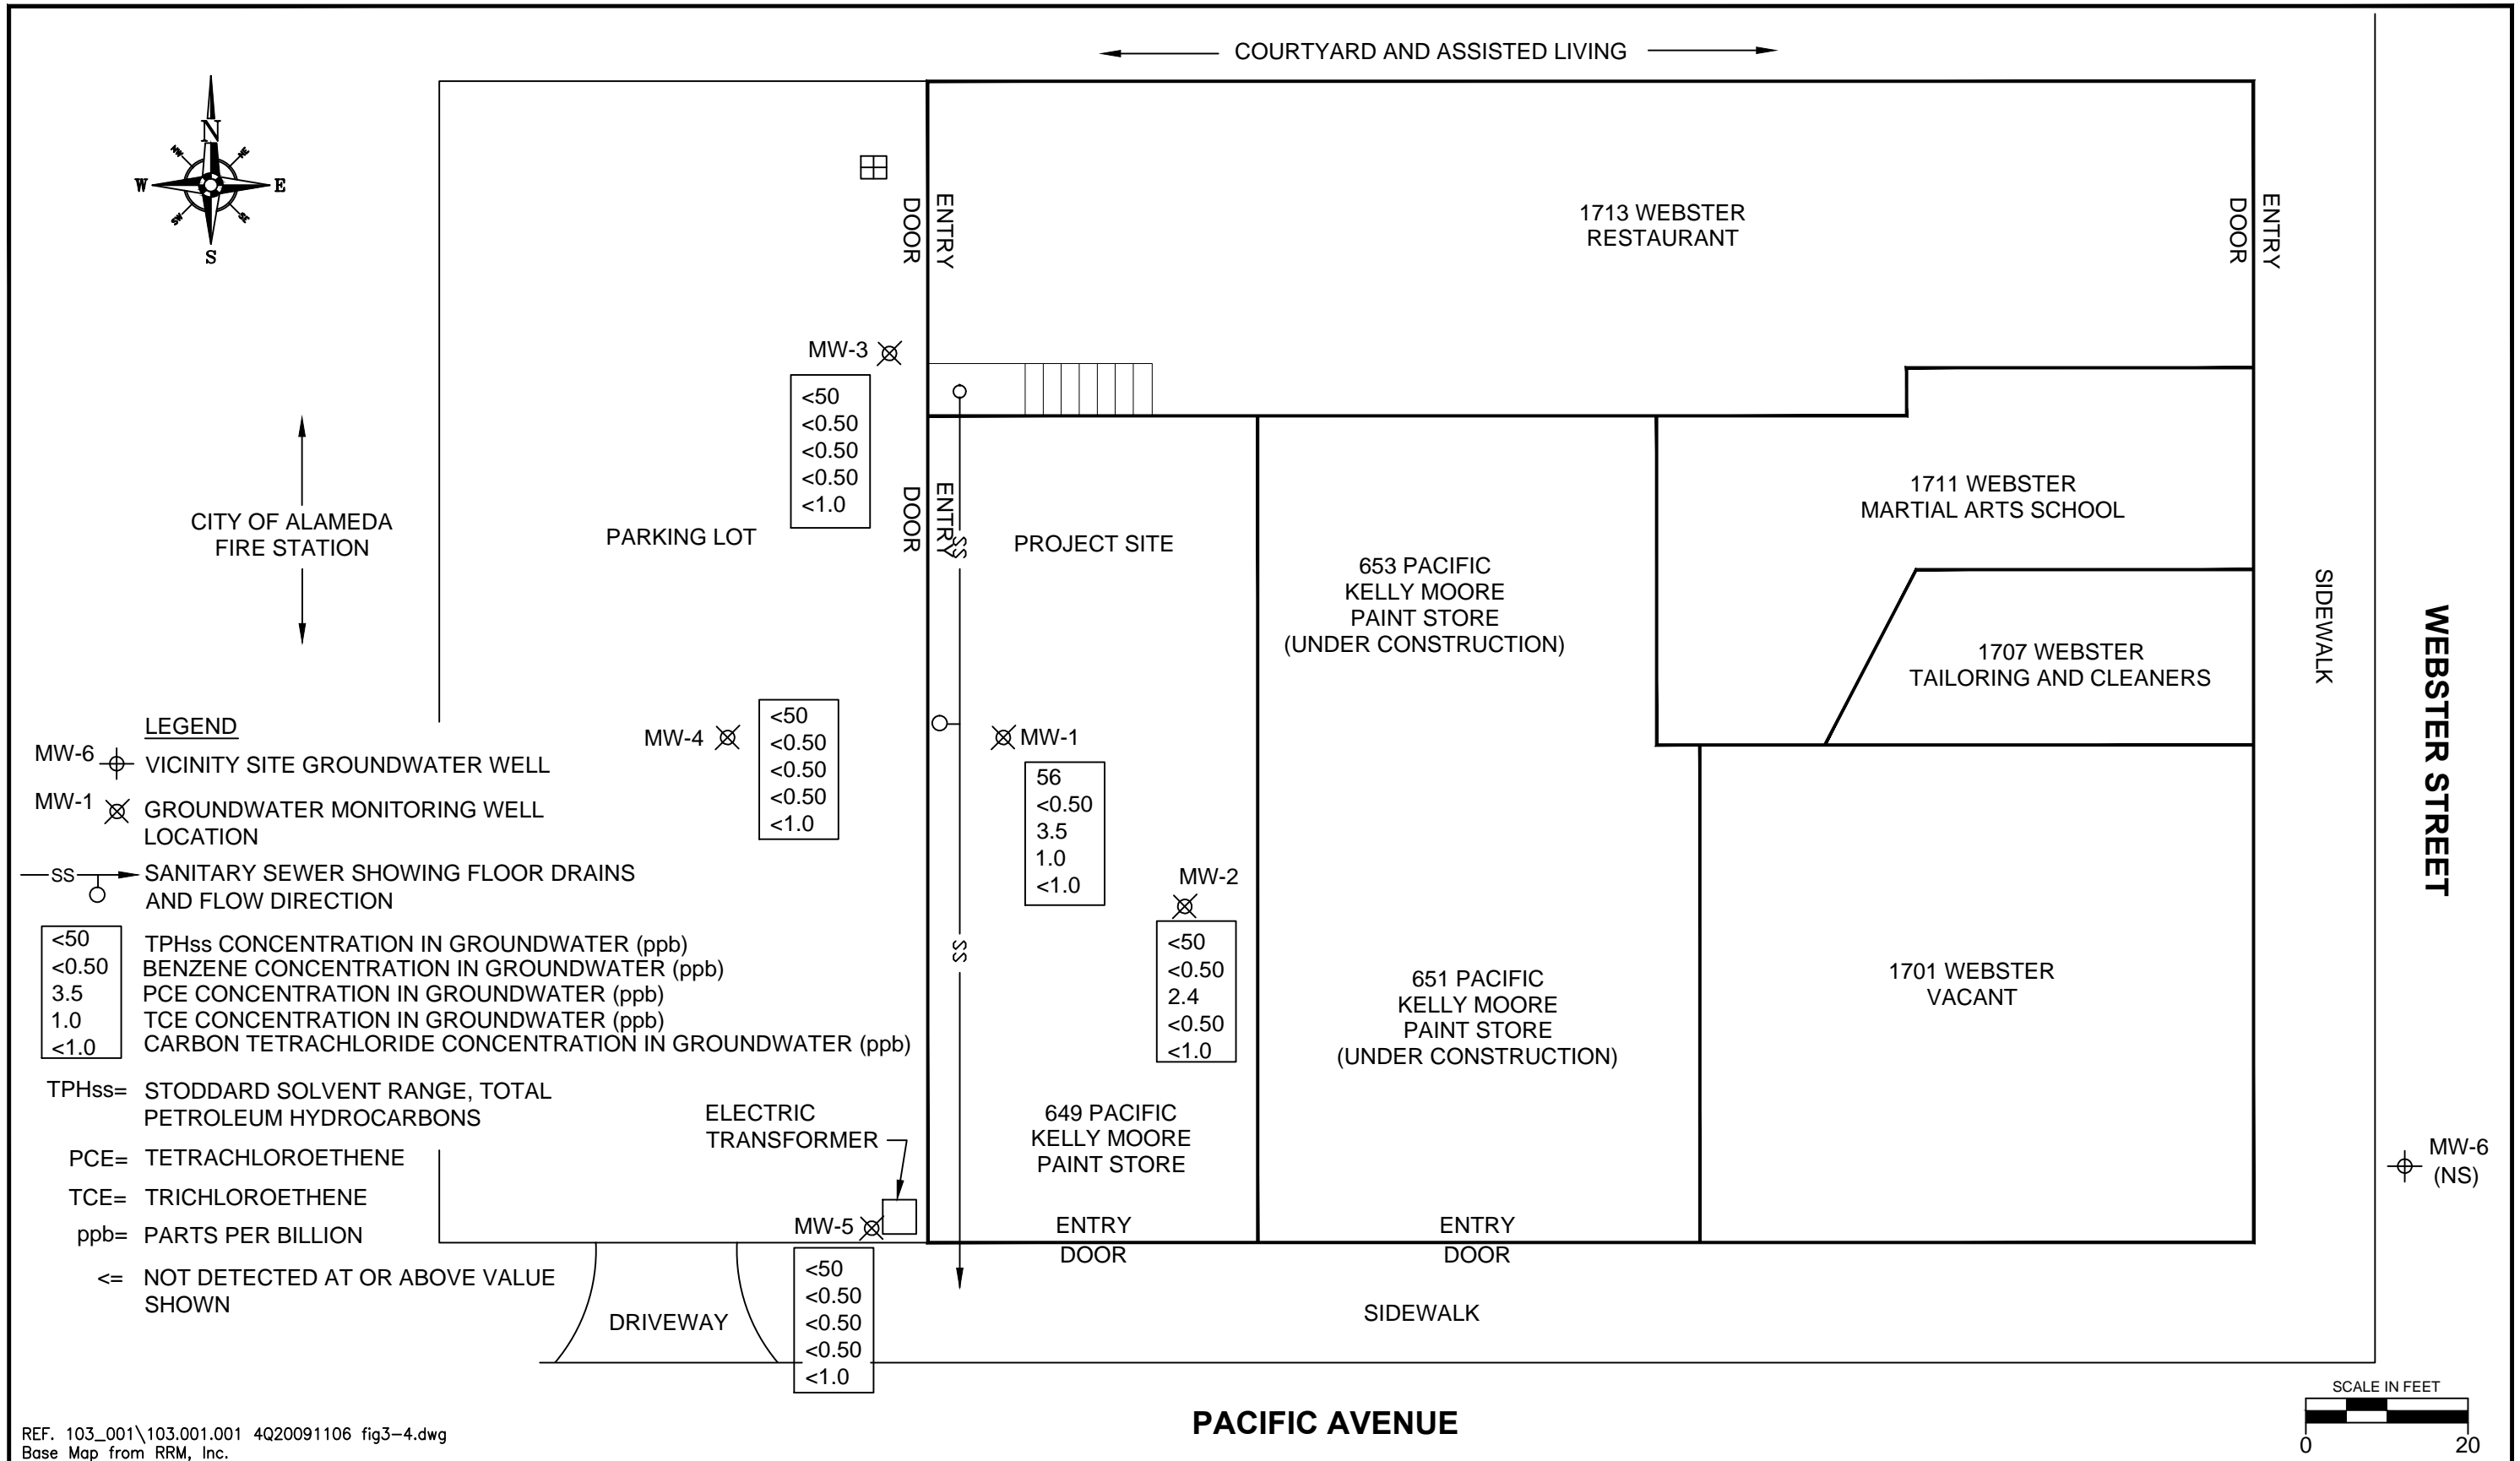 COURTYARD AND ASSISTED LIVING
N
NW
NE
W
E
SW
SE
S
ENTRY
DOOR
1713 WEBSTER
RESTAURANT
ENTRY
DOOR
MW-3
<50
<0.50
<0.50
<0.50
<1.0
CITY OF ALAMEDA
FIRE STATION
PARKING LOT
ENTRY
DOOR
SS
PROJECT SITE
653 PACIFIC
KELLY MOORE
PAINT STORE
(UNDER CONSTRUCTION)
1711 WEBSTER
MARTIAL ARTS SCHOOL
1707 WEBSTER
TAILORING AND CLEANERS
SIDEWALK
WEBSTER STREET
MW-4
<50
<0.50
<0.50
<0.50
<1.0
MW-1
56
<0.50
3.5
1.0
<1.0
MW-2
<50
<0.50
2.4
<0.50
<1.0
SS
651 PACIFIC
KELLY MOORE
PAINT STORE
(UNDER CONSTRUCTION)
1701 WEBSTER
VACANT
649 PACIFIC
KELLY MOORE
PAINT STORE
ELECTRIC
TRANSFORMER
MW-5
<50
<0.50
<0.50
<0.50
<1.0
ENTRY
DOOR
ENTRY
DOOR
MW-6
(NS)
DRIVEWAY
SIDEWALK
PACIFIC AVENUE
LEGEND
MW-6 VICINITY SITE GROUNDWATER WELL
MW-1 GROUNDWATER MONITORING WELL
LOCATION
SS SANITARY SEWER SHOWING FLOOR DRAINS
AND FLOW DIRECTION
<50 TPHss CONCENTRATION IN GROUNDWATER (ppb)
<0.50 BENZENE CONCENTRATION IN GROUNDWATER (ppb)
3.5 PCE CONCENTRATION IN GROUNDWATER (ppb)
1.0 TCE CONCENTRATION IN GROUNDWATER (ppb)
<1.0 CARBON TETRACHLORIDE CONCENTRATION IN GROUNDWATER (ppb)
TPHss= STODDARD SOLVENT RANGE, TOTAL
PETROLEUM HYDROCARBONS
PCE= TETRACHLOROETHENE
TCE= TRICHLOROETHENE
ppb= PARTS PER BILLION
<= NOT DETECTED AT OR ABOVE VALUE
SHOWN
SCALE IN FEET
0 20
REF. 103_001\103.001.001 4Q20091106 fig3-4.dwg
Base Map from RRM, Inc.